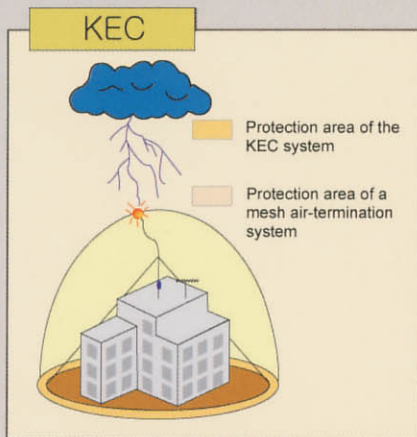 KEC
Protection area of the
KEC system
Protection area of a
mesh air-termination
system